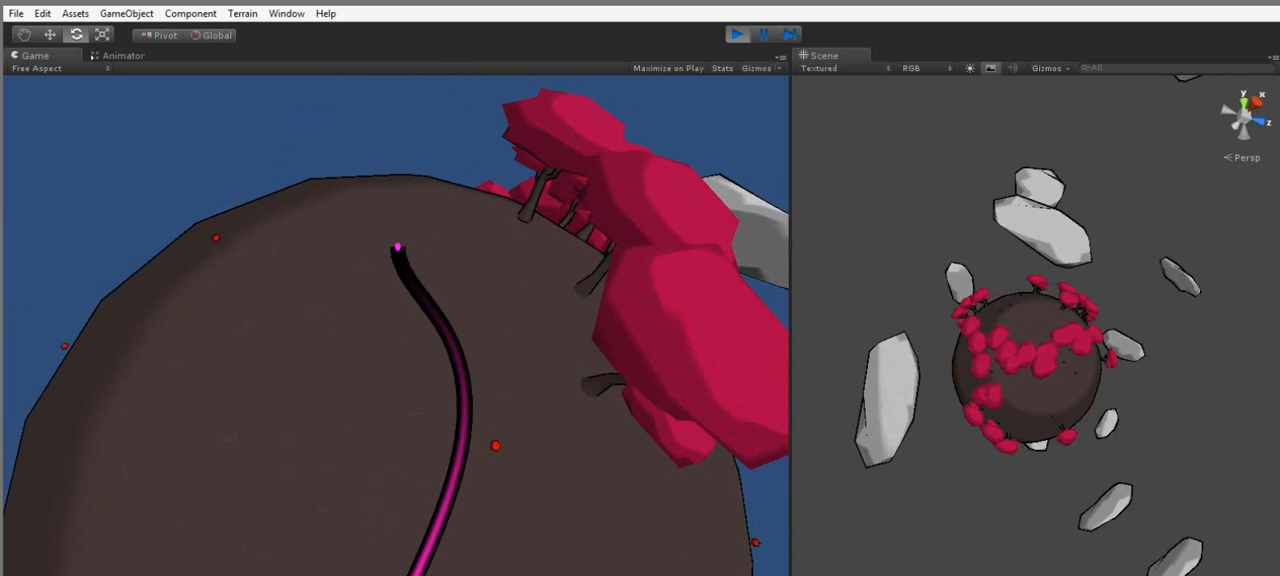 File Edit Assets GameObject Component Terrain Window Help
Pivot Global
Game Animator
Free Aspect Maximize on Play Stats Gizmos
Scene
Textured RGB Gizmos All
y x
z
Persp